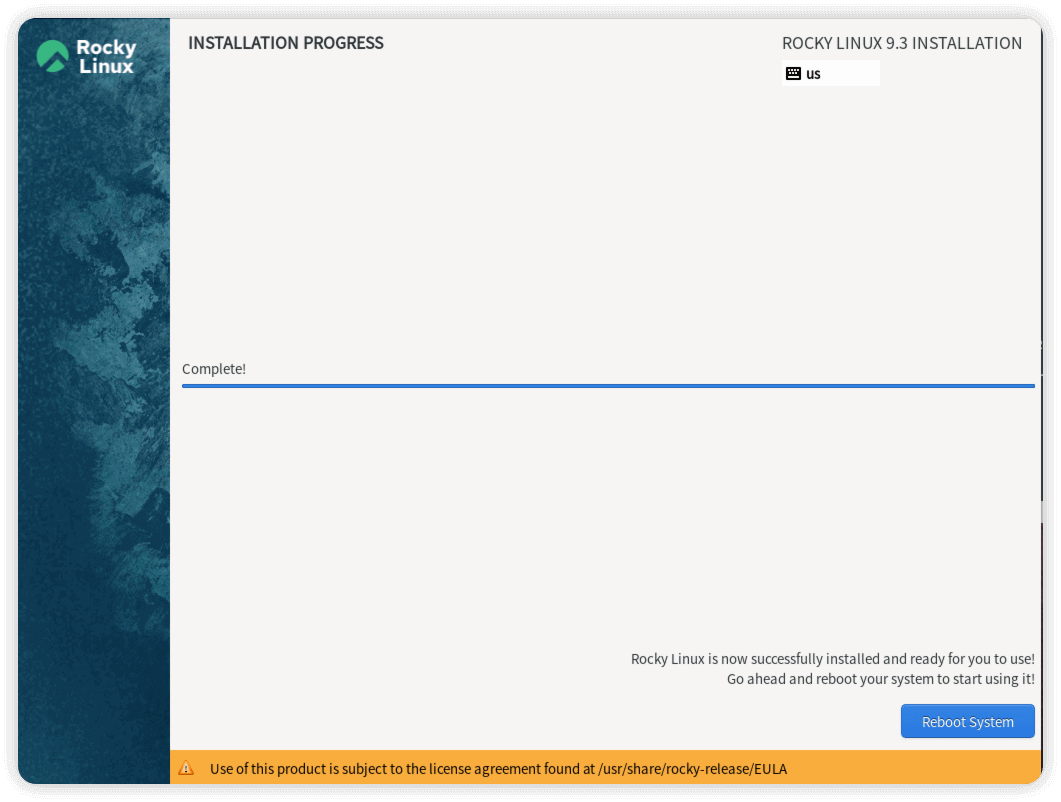 Rocky
Linux
INSTALLATION PROGRESS
ROCKY LINUX 9.3 INSTALLATION
us
Complete!
Rocky Linux is now successfully installed and ready for you to use!
Go ahead and reboot your system to start using it!
Reboot System
Use of this product is subject to the license agreement found at /usr/share/rocky-release/EULA